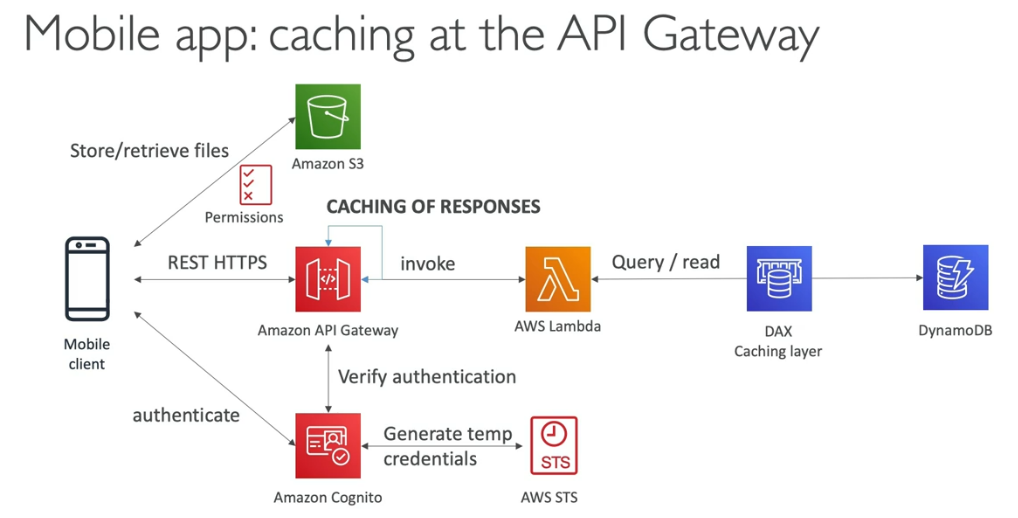 Mobile app: caching at the API Gateway
Store/retrieve files
Amazon S3
Permissions
CACHING OF RESPONSES
REST HTTPS
invoke
Query / read
Amazon API Gateway
AWS Lambda
DAX
Caching layer
DynamoDB
Mobile
client
Verify authentication
authenticate
Generate temp
credentials
STS
Amazon Cognito
AWS STS